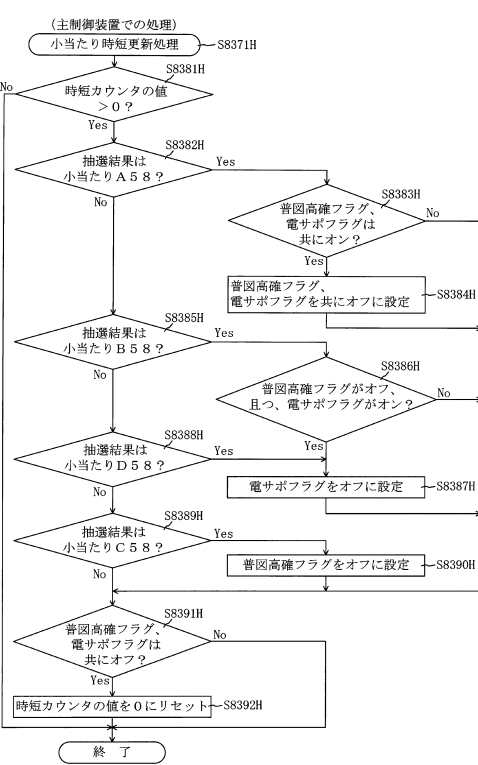 (主制御装置での処理)
小当たり時短更新処理
S8371H
S8381H
No
時短カウンタの値
>0?
Yes
S8382H
抽選結果は
小当たりA58?
Yes
No
S8383H
普図高確フラグ、
電サポフラグは
共にオン?
No
Yes
普図高確フラグ、
電サポフラグを共にオフに設定
S8384H
S8385H
抽選結果は
小当たりB58?
Yes
No
S8386H
普図高確フラグがオフ、
且つ、電サポフラグがオン?
No
Yes
S8388H
抽選結果は
小当たりD58?
Yes
No
電サポフラグをオフに設定
S8387H
S8389H
抽選結果は
小当たりC58?
Yes
No
普図高確フラグをオフに設定
S8390H
S8391H
普図高確フラグ、
電サポフラグは
共にオフ?
No
Yes
時短カウンタの値を0にリセット
S8392H
終 了